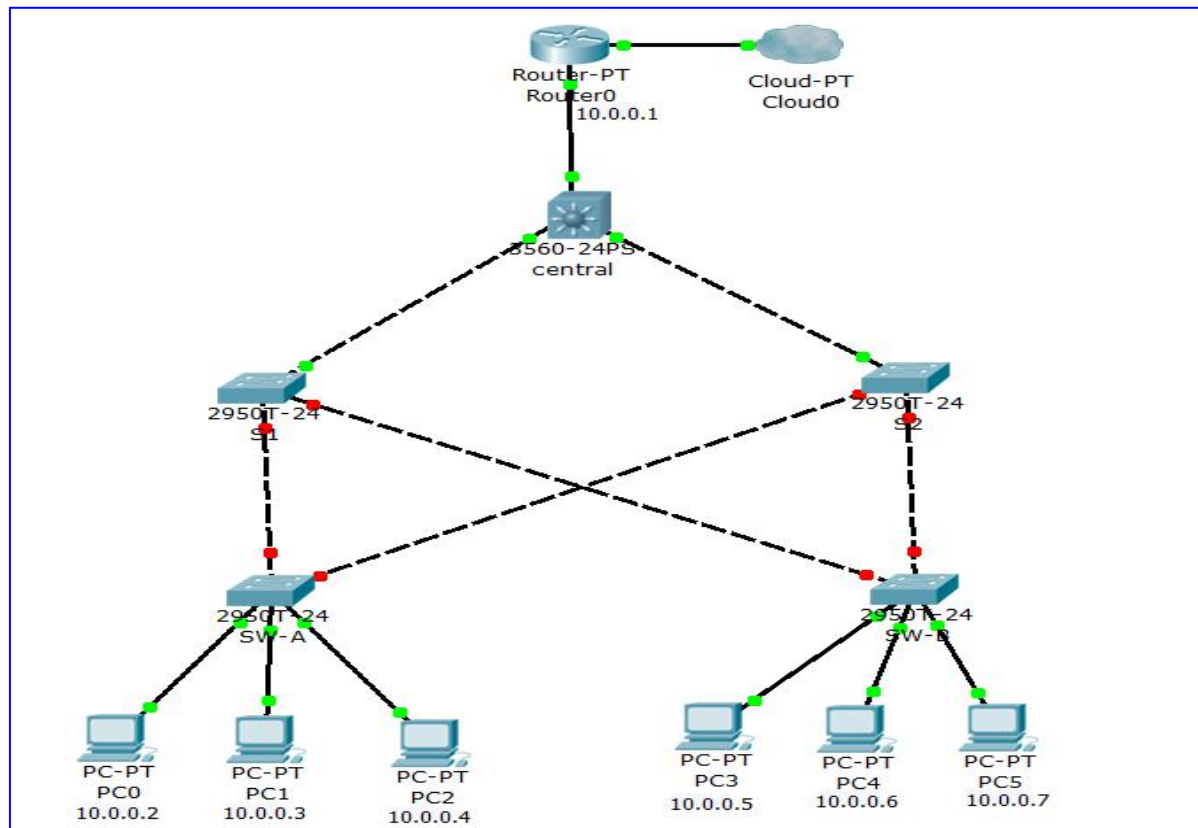 Router-PT
Router0
10.0.0.1
Cloud-PT
Cloud0
3560-24PS
central
2950T-24
S1
2950T-24
S2
2950T-24
SW-A
2950T-24
SW-B
PC-PT
PC0
10.0.0.2
PC-PT
PC1
10.0.0.3
PC-PT
PC2
10.0.0.4
PC-PT
PC3
10.0.0.5
PC-PT
PC4
10.0.0.6
PC-PT
PC5
10.0.0.7